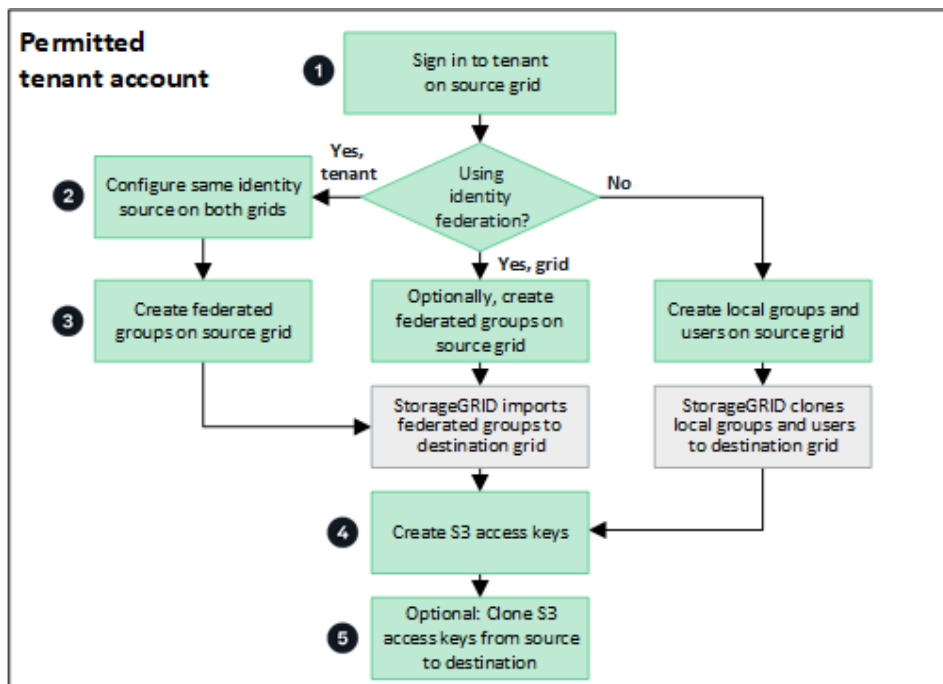 Permitted
tenant account
1
Sign in to tenant
on source grid
Yes,
tenant
Using
identity
federation?
No
2
Configure same identity
source on both grids
Yes, grid
3
Create federated
groups on source grid
Optionally, create
federated groups on
source grid
Create local groups and
users on source grid
StorageGRID imports
federated groups to
destination grid
StorageGRID clones
local groups and users
to destination grid
4
Create S3 access keys
5
Optional: Clone S3
access keys from source
to destination